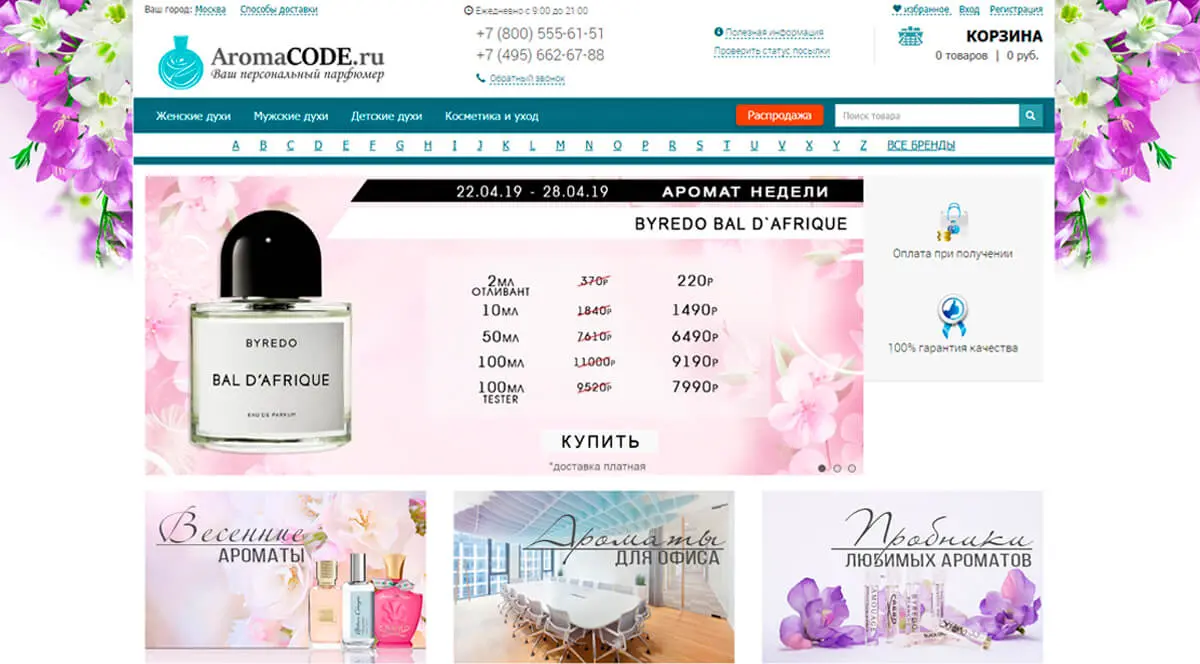 Ваш город: Москва Способы доставки
Ежедневно с 9:00 до 21:00
избранное Вход Регистрация
AromaCODE.ru
Ваш персональный парфюмер
+7 (800) 555-61-51
+7 (495) 662-67-88
Обратный звонок
Полезная информация
Проверить статус посылки
КОРЗИНА
0 товаров | 0 руб.
Женские духи Мужские духи Детские духи Косметика и уход
Распродажа
Поиск товара
A B C D E F G H I J K L M N O P Q R S T U V X Y Z ВСЕ БРЕНДЫ
22.04.19 - 28.04.19 АРОМАТ НЕДЕЛИ
BYREDO BAL D`AFRIQUE
2МЛ 370Р 220Р
ОТЛИВАНТ
10МЛ 1840Р 1490Р
50МЛ 7610Р 6490Р
100МЛ 11000Р 9190Р
100МЛ 9520Р 7990Р
TESTER
КУПИТЬ
*доставка платная
BYREDO
BAL D'AFRIQUE
EAU DE PARFUM
Оплата при получении
100% гарантия качества
Весенние
АРОМАТЫ
Ароматы
ДЛЯ ОФИСА
Пробники
ЛЮБИМЫХ АРОМАТОВ
AMOUAGE
CREED
BYREDO